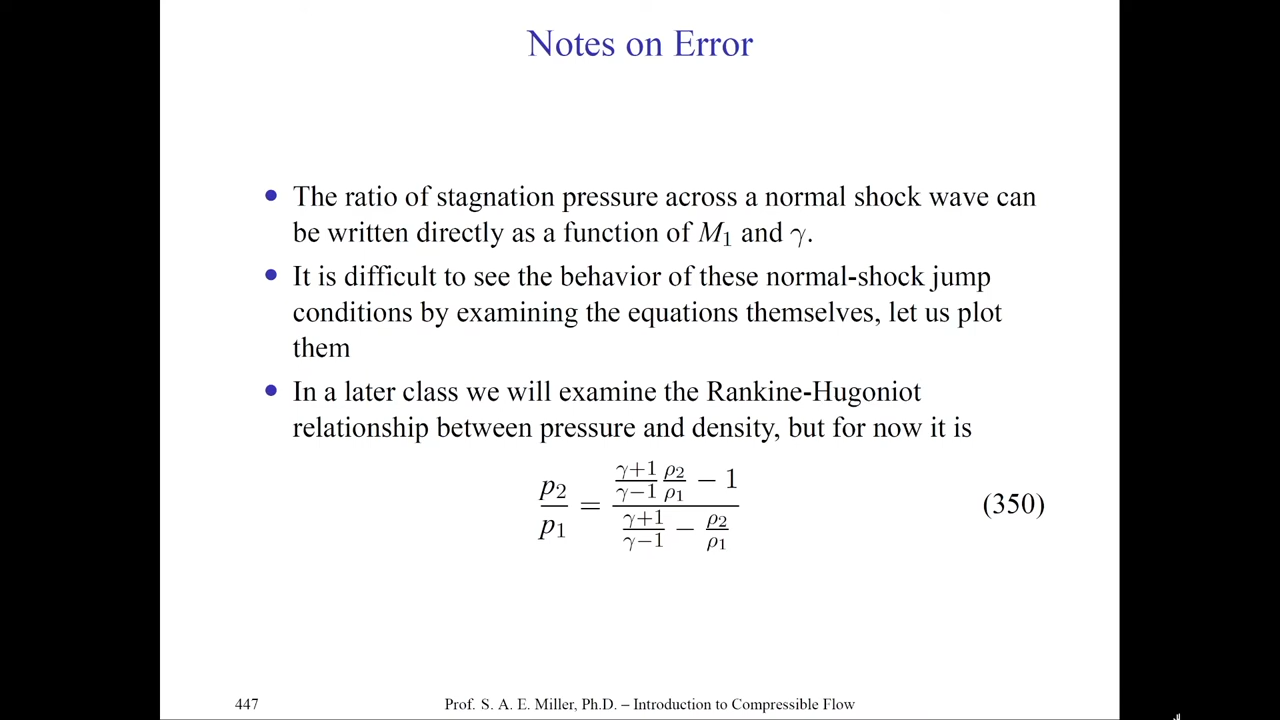 Notes on Error
• The ratio of stagnation pressure across a normal shock wave can
be written directly as a function of M₁ and γ.
• It is difficult to see the behavior of these normal-shock jump
conditions by examining the equations themselves, let us plot
them
• In a later class we will examine the Rankine-Hugoniot
relationship between pressure and density, but for now it is
p₂/p₁ = (((γ+1)/(γ−1))(ρ₂/ρ₁) − 1)/((γ+1)/(γ−1) − ρ₂/ρ₁) (350)
447 Prof. S. A. E. Miller, Ph.D. – Introduction to Compressible Flow